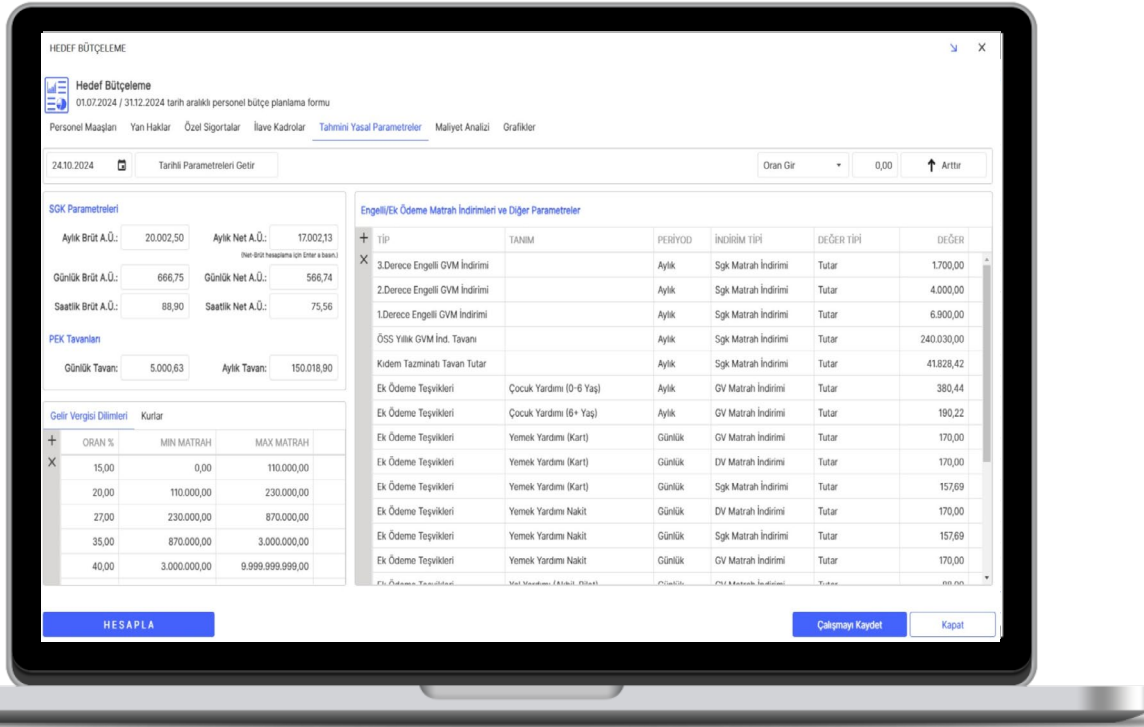 HEDEF BÜTÇELEME
Hedef Bütçeleme
01.07.2024 / 31.12.2024 tarih aralıklı personel bütçe planlama formu
Personel Maaşları Yan Haklar Özel Sigortalar İlave Kadrolar Tahmini Yasal Parametreler Maliyet Analizi Grafikler
24.10.2024 Tarihli Parametreleri Getir Oran Gir 0,00 Arttır
SGK Parametreleri
Aylık Brüt A.Ü.: 20.002,50 Aylık Net A.Ü.: 17.002,13
(Net-Brüt hesaplama için Enter a basın.)
Günlük Brüt A.Ü.: 666,75 Günlük Net A.Ü.: 566,74
Saatlik Brüt A.Ü.: 88,90 Saatlik Net A.Ü.: 75,56
PEK Tavanları
Günlük Tavan: 5.000,63 Aylık Tavan: 150.018,90
Gelir Vergisi Dilimleri Kurlar
ORAN % MIN MATRAH MAX MATRAH
15,00 0,00 110.000,00
20,00 110.000,00 230.000,00
27,00 230.000,00 870.000,00
35,00 870.000,00 3.000.000,00
40,00 3.000.000,00 9.999.999.999,00
Engelli/Ek Ödeme Matrah İndirimleri ve Diğer Parametreler
TİP TANIM PERİYOD İNDİRİM TİPİ DEĞER TİPİ DEĞER
3.Derece Engelli GVM İndirimi Aylık Sgk Matrah İndirimi Tutar 1.700,00
2.Derece Engelli GVM İndirimi Aylık Sgk Matrah İndirimi Tutar 4.000,00
1.Derece Engelli GVM İndirimi Aylık Sgk Matrah İndirimi Tutar 6.900,00
ÖSS Yıllık GVM İnd. Tavanı Aylık Sgk Matrah İndirimi Tutar 240.030,00
Kıdem Tazminatı Tavan Tutar Aylık Sgk Matrah İndirimi Tutar 41.828,42
Ek Ödeme Teşvikleri Çocuk Yardımı (0-6 Yaş) Aylık GV Matrah İndirimi Tutar 380,44
Ek Ödeme Teşvikleri Çocuk Yardımı (6+ Yaş) Aylık GV Matrah İndirimi Tutar 190,22
Ek Ödeme Teşvikleri Yemek Yardımı (Kart) Günlük GV Matrah İndirimi Tutar 170,00
Ek Ödeme Teşvikleri Yemek Yardımı (Kart) Günlük DV Matrah İndirimi Tutar 170,00
Ek Ödeme Teşvikleri Yemek Yardımı (Kart) Günlük Sgk Matrah İndirimi Tutar 157,69
Ek Ödeme Teşvikleri Yemek Yardımı Nakit Günlük DV Matrah İndirimi Tutar 170,00
Ek Ödeme Teşvikleri Yemek Yardımı Nakit Günlük Sgk Matrah İndirimi Tutar 157,69
Ek Ödeme Teşvikleri Yemek Yardımı Nakit Günlük GV Matrah İndirimi Tutar 170,00
HESAPLA Çalışmayı Kaydet Kapat